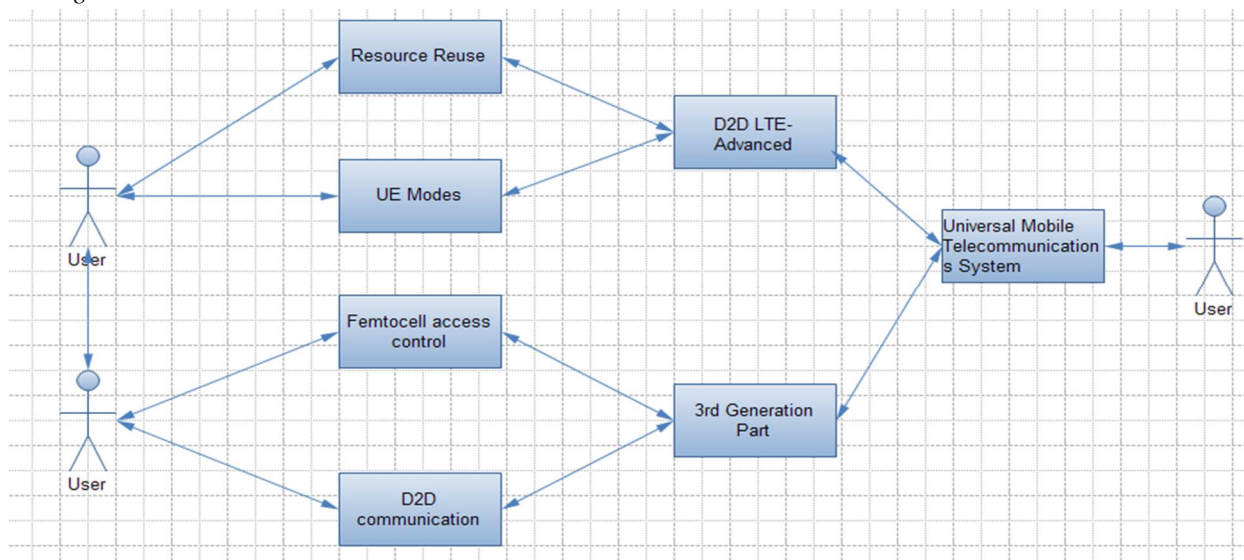 Resource Reuse
D2D LTE-
Advanced
UE Modes
User
Universal Mobile
Telecommunication
s System
User
Femtocell access
control
3rd Generation
Part
User
D2D
communication